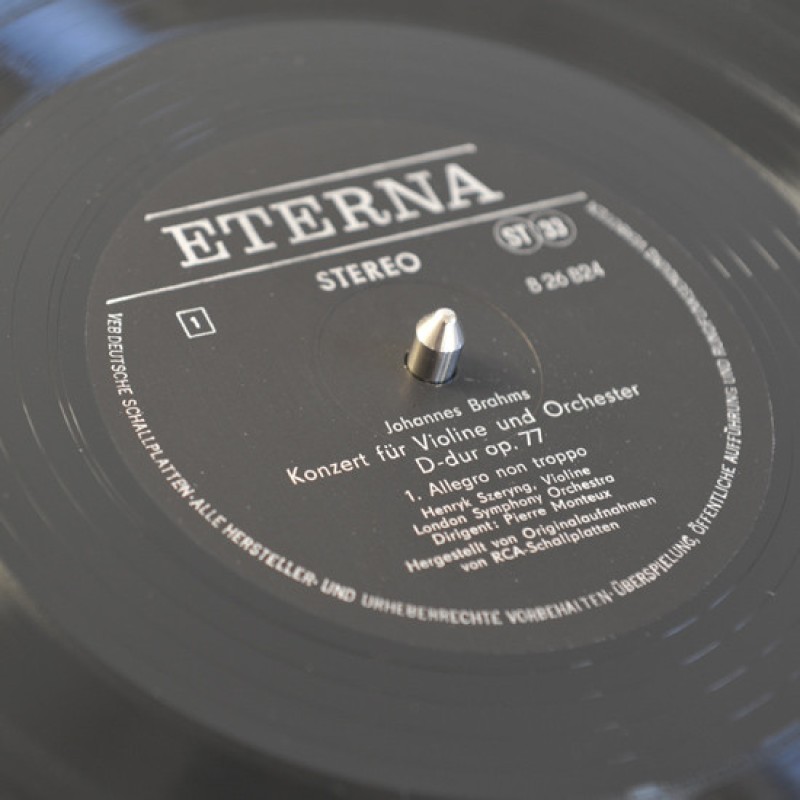 ETERNA
STEREO
ST 33
8 26 824
1
Johannes Brahms
Konzert für Violine und Orchester
D-dur op. 77
1. Allegro non troppo
Henryk Szeryng, Violine
London Symphony Orchestra
Dirigent: Pierre Monteux
Hergestellt von Originalaufnahmen
von RCA-Schallplatten
VEB DEUTSCHE SCHALLPLATTEN · ALLE HERSTELLER- UND URHEBERRECHTE VORBEHALTEN · ÜBERSPIELUNG, ÖFFENTLICHE AUFFÜHRUNG UND RUNDFUNKSENDUNG VERBOTEN